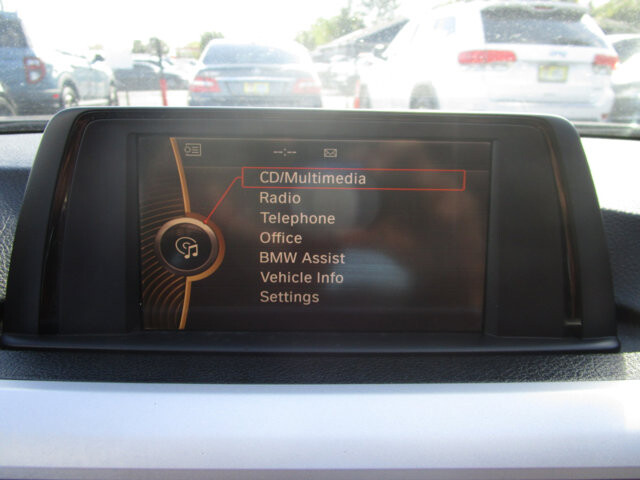 --:--
CD/Multimedia
Radio
Telephone
Office
BMW Assist
Vehicle Info
Settings